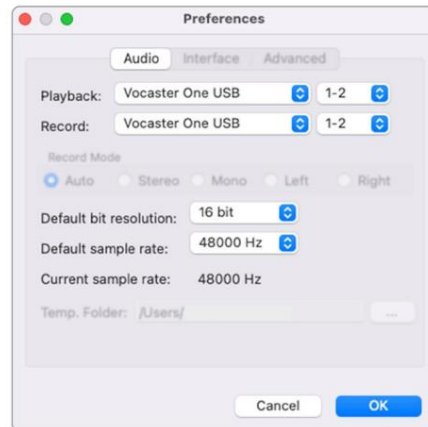 Preferences
Audio Interface Advanced
Playback: Vocaster One USB 1-2
Record: Vocaster One USB 1-2
Record Mode
Auto Stereo Mono Left Right
Default bit resolution: 16 bit
Default sample rate: 48000 Hz
Current sample rate: 48000 Hz
Temp. Folder: /Users/ ...
Cancel OK